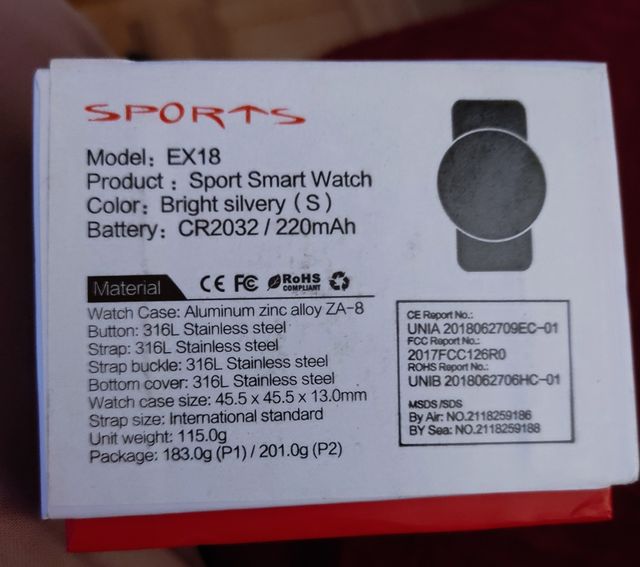 SPORTS
Model: EX18
Product : Sport Smart Watch
Color: Bright silvery (S)
Battery: CR2032 / 220mAh
Material
CE FC RoHS
COMPLIANT
Watch Case: Aluminum zinc alloy ZA-8
Button: 316L Stainless steel
Strap: 316L Stainless steel
Strap buckle: 316L Stainless steel
Bottom cover: 316L Stainless steel
Watch case size: 45.5 x 45.5 x 13.0mm
Strap size: International standard
Unit weight: 115.0g
Package: 183.0g (P1) / 201.0g (P2)
CE Report No.:
UNIA 2018062709EC-01
FCC Report No.:
2017FCC126R0
ROHS Report No.:
UNIB 2018062706HC-01
MSDS /SDS
By Air: NO.2118259186
BY Sea: NO.2118259188